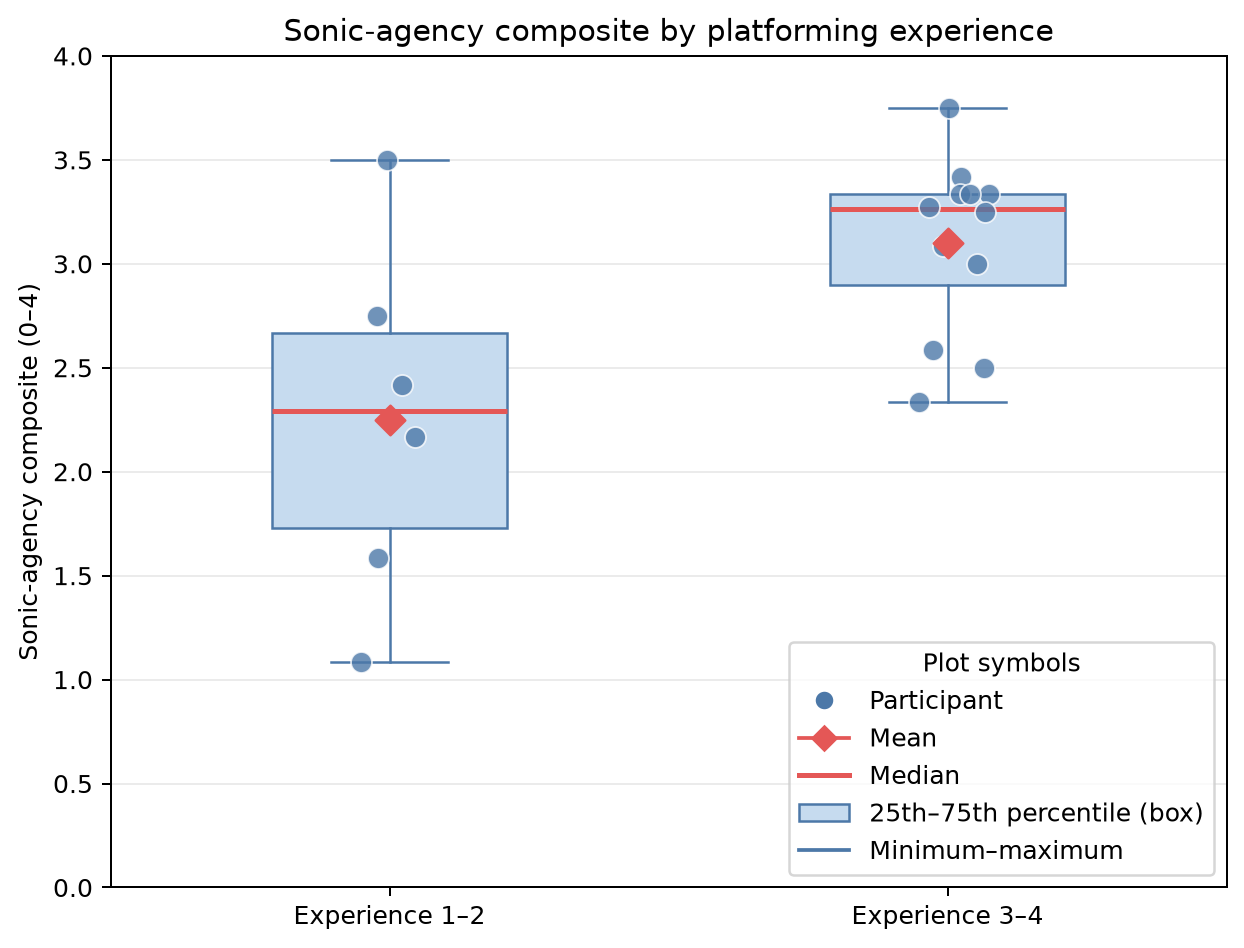 Sonic-agency composite by platforming experience
Sonic-agency composite (0–4)
4.0
3.5
3.0
2.5
2.0
1.5
1.0
0.5
0.0
Experience 1–2
Experience 3–4
Plot symbols
Participant
Mean
Median
25th–75th percentile (box)
Minimum–maximum